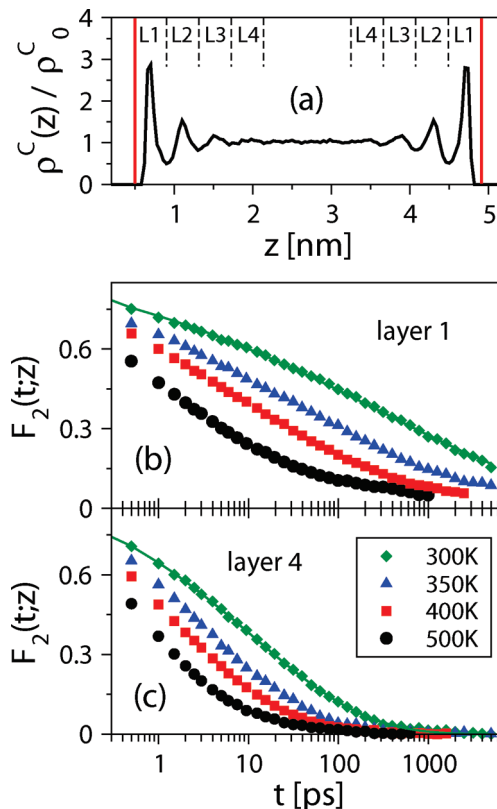 ρ^C(z) / ρ^C_0
4
3
2
1
0
L1 L2 L3 L4 L4 L3 L2 L1
(a)
1 2 3 4 5
z [nm]
F_2(t;z)
0.6
0.3
0
layer 1
(b)
F_2(t;z)
0.6
0.3
0
layer 4
(c)
300K
350K
400K
500K
1 10 100 1000
t [ps]